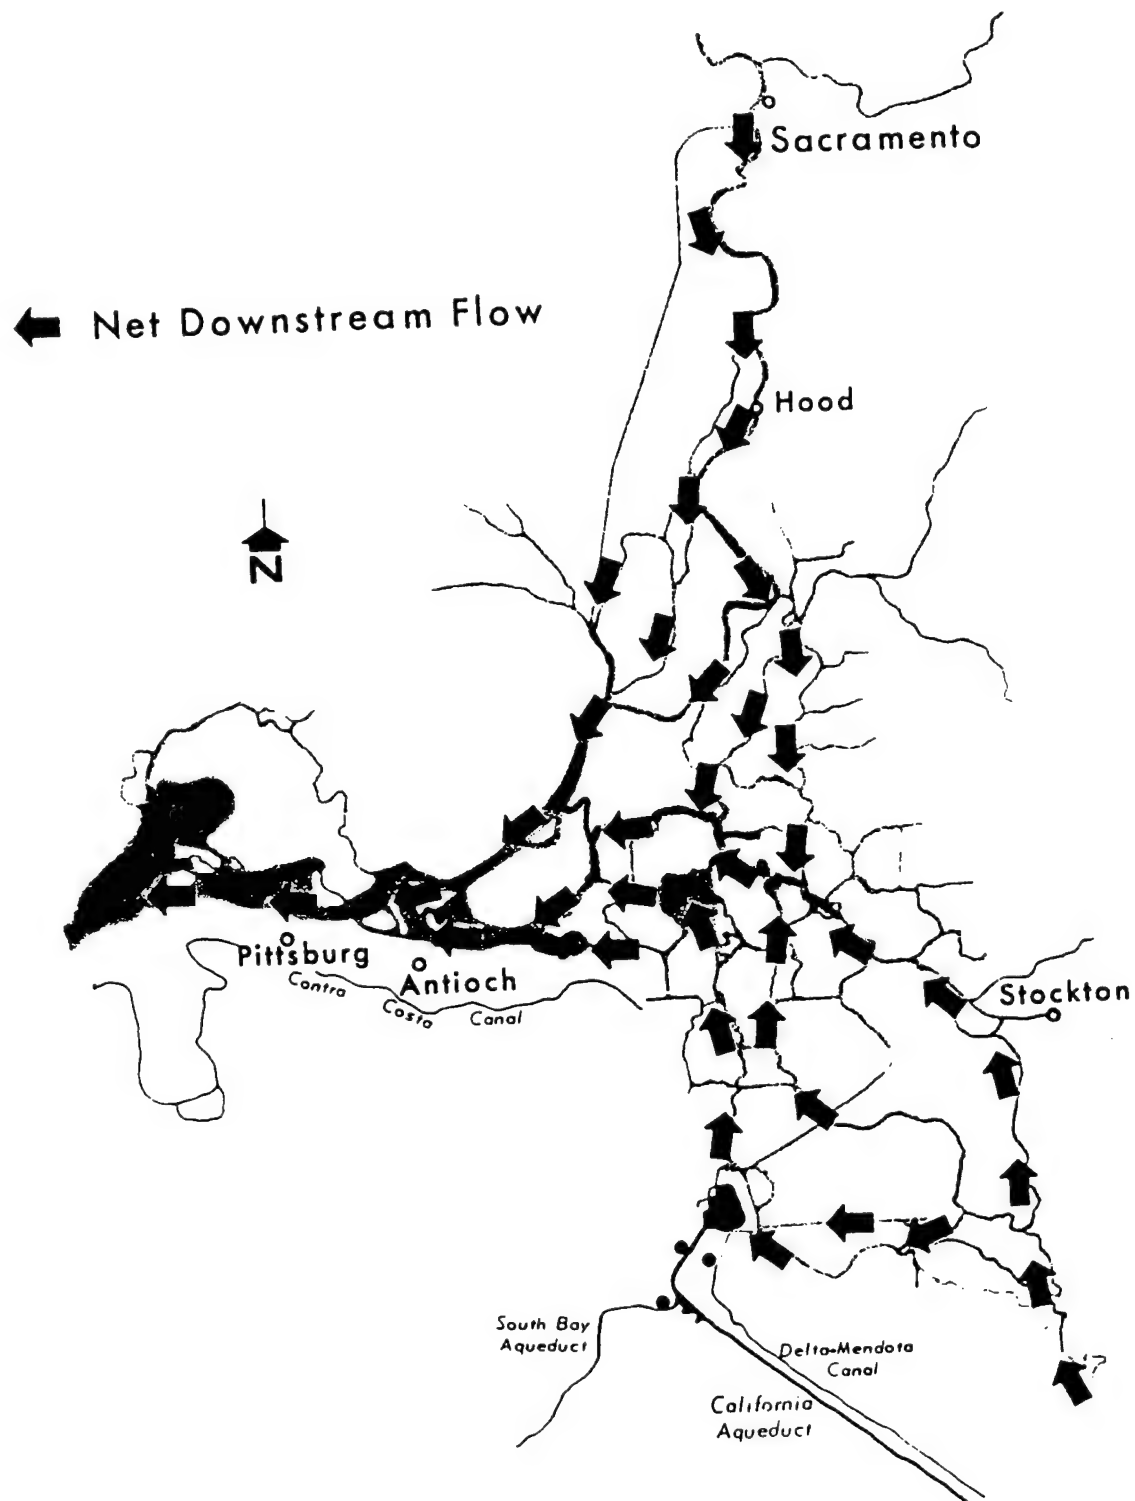 Sacramento
Net Downstream Flow
Hood
N
Pittsburg
Antioch
Contra
Costa
Canal
Stockton
South Bay
Aqueduct
Delta-Mendota
Canal
California
Aqueduct